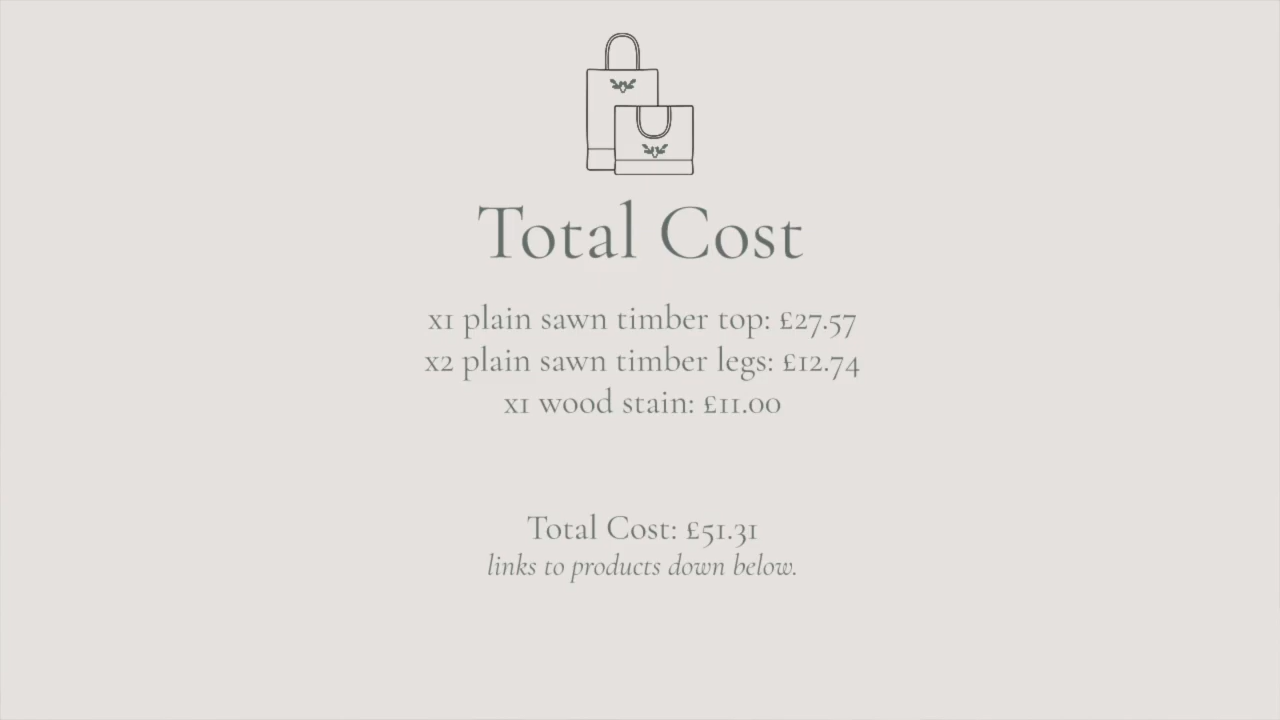 Total Cost
x1 plain sawn timber top: £27.57
x2 plain sawn timber legs: £12.74
x1 wood stain: £11.00
Total Cost: £51.31
links to products down below.